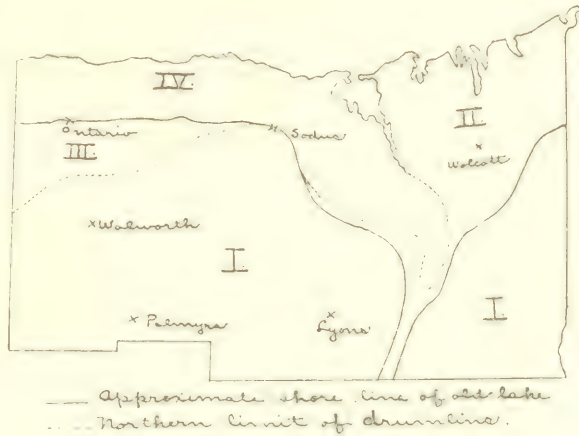 IV.
II.
Ontario
Sodus
III.
Wolcott
Walworth
I.
I.
Palmyra
Lyons
Approximate shore line of old lake
Northern limit of drumlins.